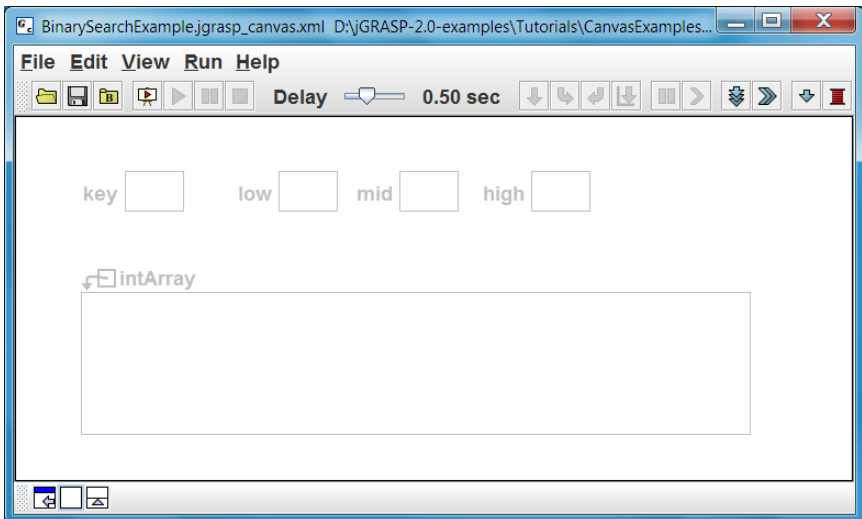 BinarySearchExample.jgrasp_canvas.xml D:\jGRASP-2.0-examples\Tutorials\CanvasExamples...
File Edit View Run Help
Delay 0.50 sec
key low mid high
intArray